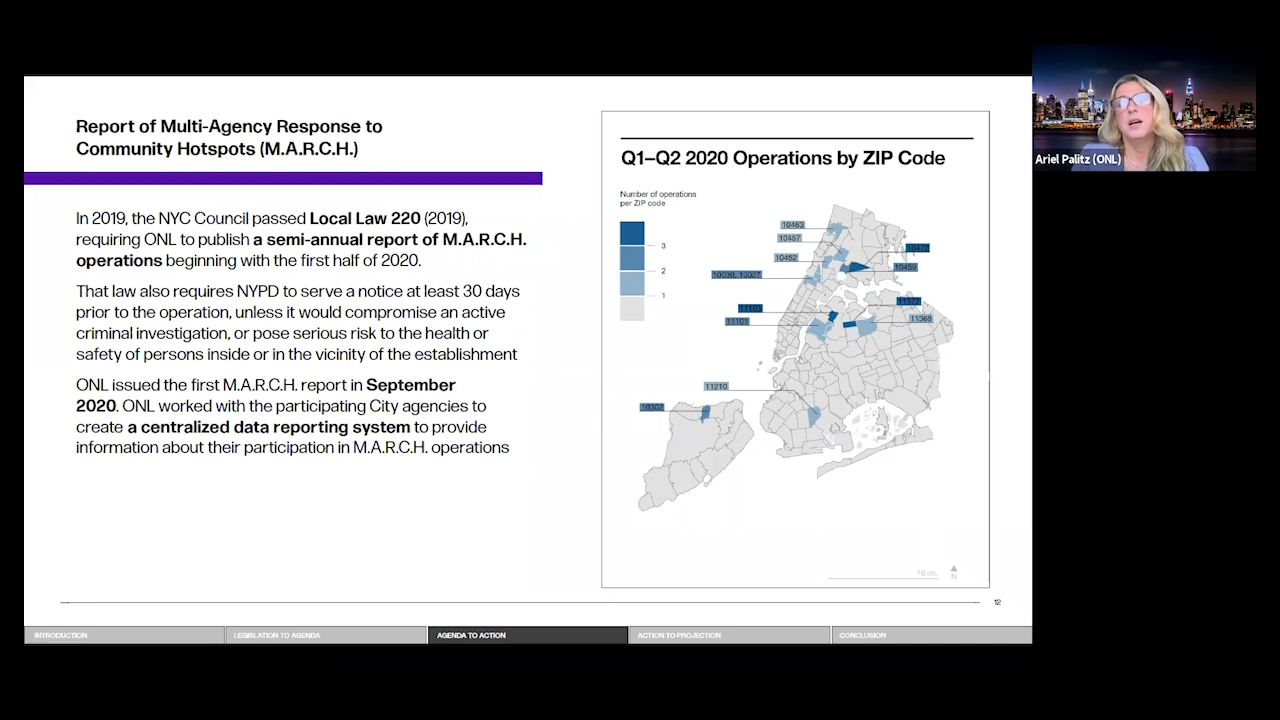 Report of Multi-Agency Response to
Community Hotspots (M.A.R.C.H.)
In 2019, the NYC Council passed Local Law 220 (2019),
requiring ONL to publish a semi-annual report of M.A.R.C.H.
operations beginning with the first half of 2020.
That law also requires NYPD to serve a notice at least 30 days
prior to the operation, unless it would compromise an active
criminal investigation, or pose serious risk to the health or
safety of persons inside or in the vicinity of the establishment
ONL issued the first M.A.R.C.H. report in September
2020. ONL worked with the participating City agencies to
create a centralized data reporting system to provide
information about their participation in M.A.R.C.H. operations
Q1–Q2 2020 Operations by ZIP Code
Number of operations
per ZIP code
3
2
1
10463
10457
10452
10459
10030, 10027
11103
11101
11368
11210
10302
10 mi.
N
12
INTRODUCTION
LEGISLATION TO AGENDA
AGENDA TO ACTION
ACTION TO PROJECTION
CONCLUSION
Ariel Palitz (ONL)